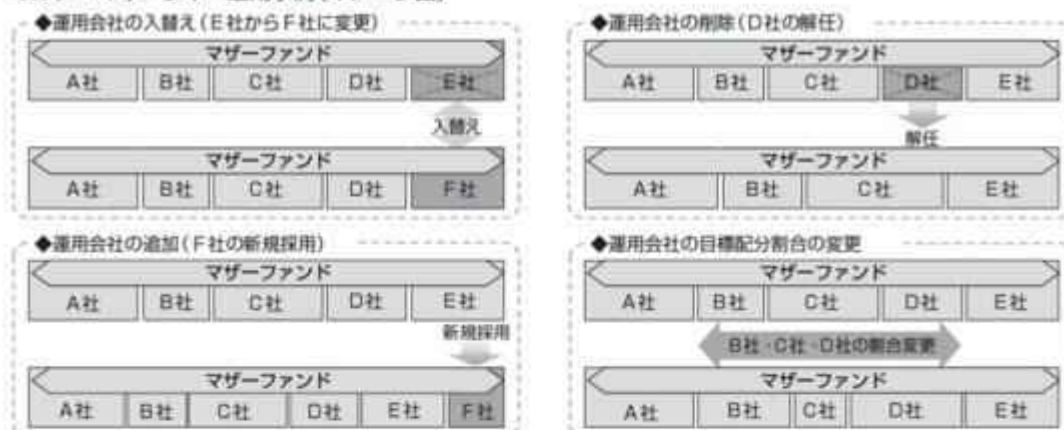 ◆運用会社の入替え(E社からF社に変更)
マザーファンド
A社 B社 C社 D社 E社
入替え
マザーファンド
A社 B社 C社 D社 F社
◆運用会社の削除(D社の解任)
マザーファンド
A社 B社 C社 D社 E社
解任
マザーファンド
A社 B社 C社 E社
◆運用会社の追加(F社の新規採用)
マザーファンド
A社 B社 C社 D社 E社
新規採用
マザーファンド
A社 B社 C社 D社 E社 F社
◆運用会社の目標配分割合の変更
マザーファンド
A社 B社 C社 D社 E社
B社・C社・D社の割合変更
マザーファンド
A社 B社 C社 D社 E社